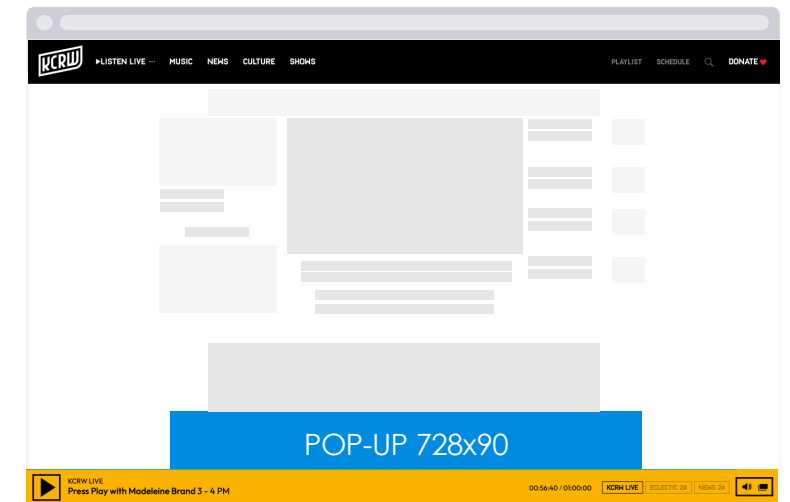 KCRW
LISTEN LIVE ···
MUSIC
NEWS
CULTURE
SHOWS
PLAYLIST
SCHEDULE
DONATE
POP-UP 728x90
KCRW LIVE
Press Play with Madeleine Brand 3 - 4 PM
00:56:40 / 01:00:00
KCRW LIVE
ECLECTIC 24
NEWS 24